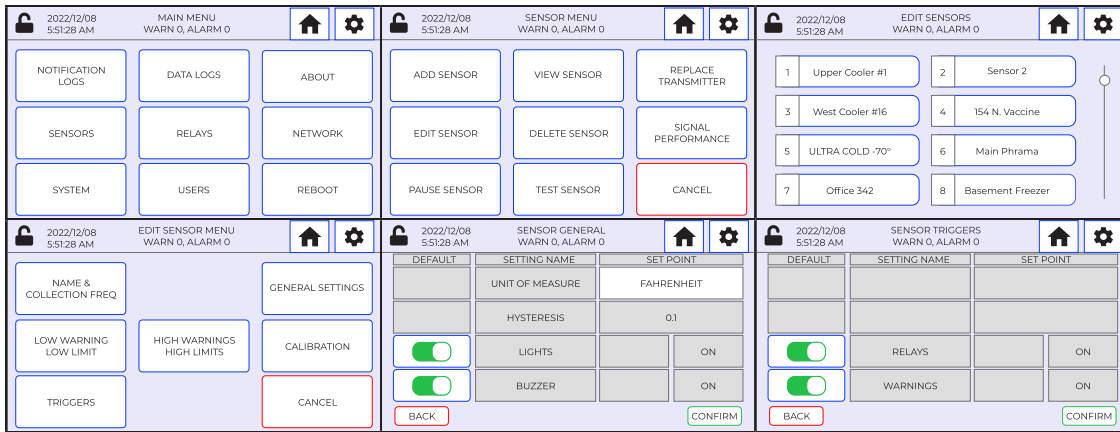 2022/12/08
5:51:28 AM
MAIN MENU
WARN 0, ALARM 0
NOTIFICATION
LOGS
DATA LOGS
ABOUT
SENSORS
RELAYS
NETWORK
SYSTEM
USERS
REBOOT
2022/12/08
5:51:28 AM
SENSOR MENU
WARN 0, ALARM 0
ADD SENSOR
VIEW SENSOR
REPLACE
TRANSMITTER
EDIT SENSOR
DELETE SENSOR
SIGNAL
PERFORMANCE
PAUSE SENSOR
TEST SENSOR
CANCEL
2022/12/08
5:51:28 AM
EDIT SENSORS
WARN 0, ALARM 0
1 Upper Cooler #1
2 Sensor 2
3 West Cooler #16
4 154 N. Vaccine
5 ULTRA COLD -70°
6 Main Phrama
7 Office 342
8 Basement Freezer
2022/12/08
5:51:28 AM
EDIT SENSOR MENU
WARN 0, ALARM 0
NAME &
COLLECTION FREQ
GENERAL SETTINGS
LOW WARNING
LOW LIMIT
HIGH WARNINGS
HIGH LIMITS
CALIBRATION
TRIGGERS
CANCEL
2022/12/08
5:51:28 AM
SENSOR GENERAL
WARN 0, ALARM 0
DEFAULT SETTING NAME SET POINT
UNIT OF MEASURE FAHRENHEIT
HYSTERESIS 0.1
LIGHTS ON
BUZZER ON
BACK CONFIRM
2022/12/08
5:51:28 AM
SENSOR TRIGGERS
WARN 0, ALARM 0
DEFAULT SETTING NAME SET POINT
RELAYS ON
WARNINGS ON
BACK CONFIRM